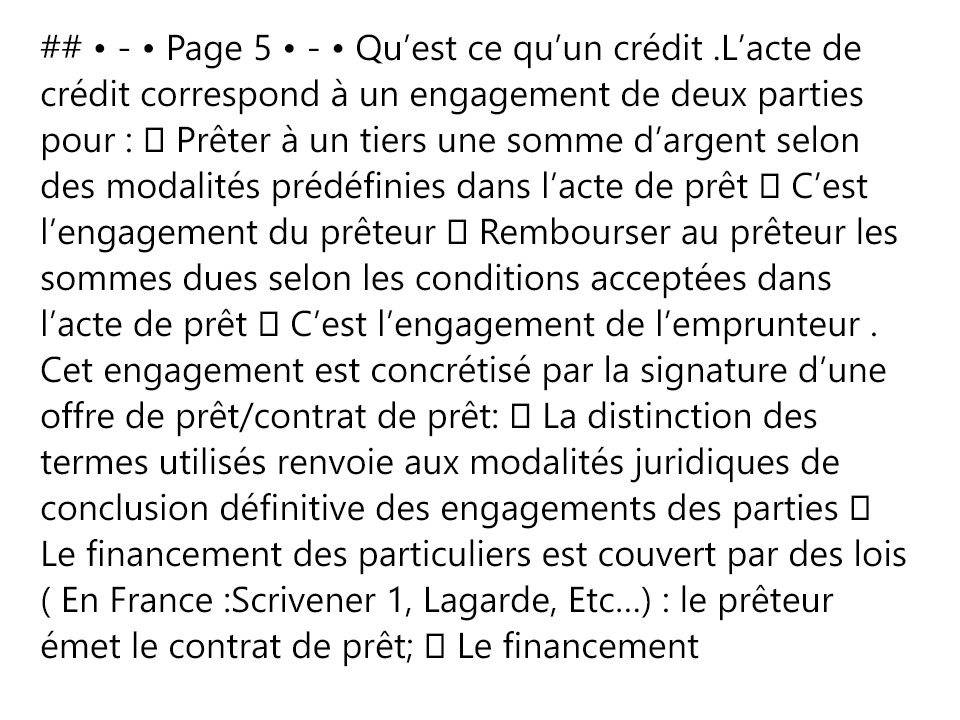 ## • - • Page 5 • - • Qu’est ce qu’un crédit .L’acte de
crédit correspond à un engagement de deux parties
pour : □ Prêter à un tiers une somme d’argent selon
des modalités prédéfinies dans l’acte de prêt □ C’est
l’engagement du prêteur □ Rembourser au prêteur les
sommes dues selon les conditions acceptées dans
l’acte de prêt □ C’est l’engagement de l’emprunteur .
Cet engagement est concrétisé par la signature d’une
offre de prêt/contrat de prêt: □ La distinction des
termes utilisés renvoie aux modalités juridiques de
conclusion définitive des engagements des parties □
Le financement des particuliers est couvert par des lois
( En France :Scrivener 1, Lagarde, Etc…) : le prêteur
émet le contrat de prêt; □ Le financement